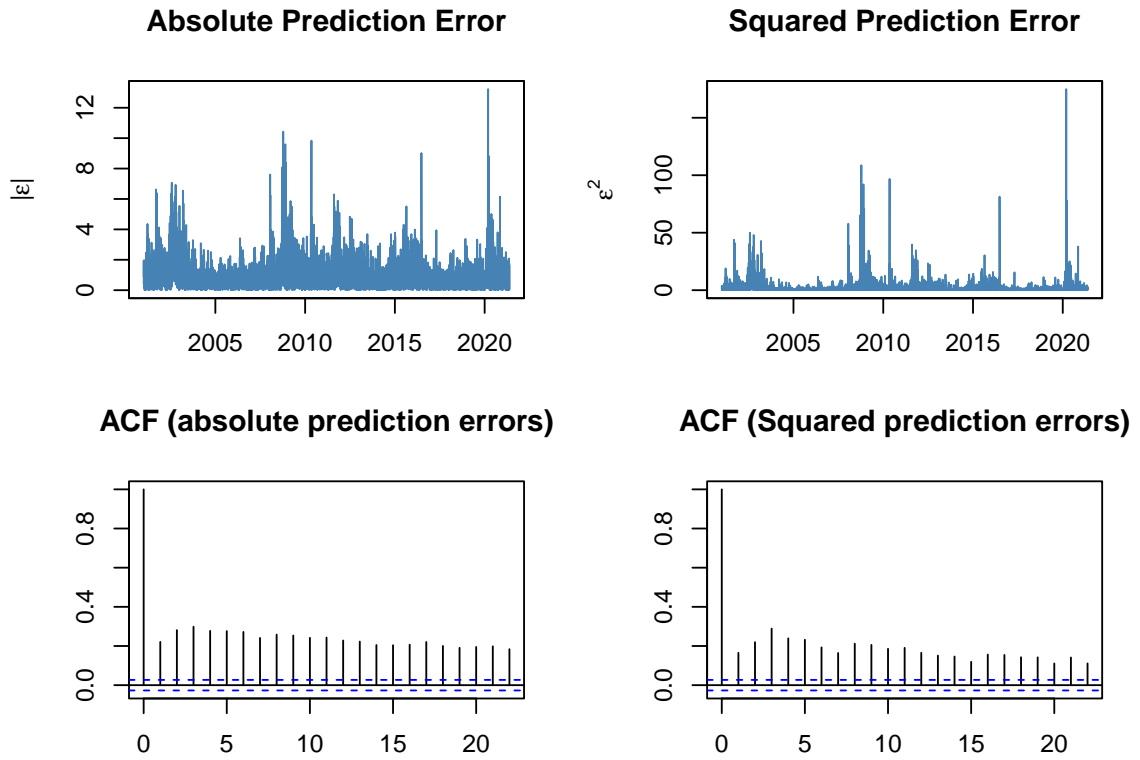 Absolute Prediction Error
|ε|
12
8
4
0
2005 2010 2015 2020
Squared Prediction Error
ε²
100
50
0
2005 2010 2015 2020
ACF (absolute prediction errors)
0.8
0.4
0.0
0 5 10 15 20
ACF (Squared prediction errors)
0.8
0.4
0.0
0 5 10 15 20